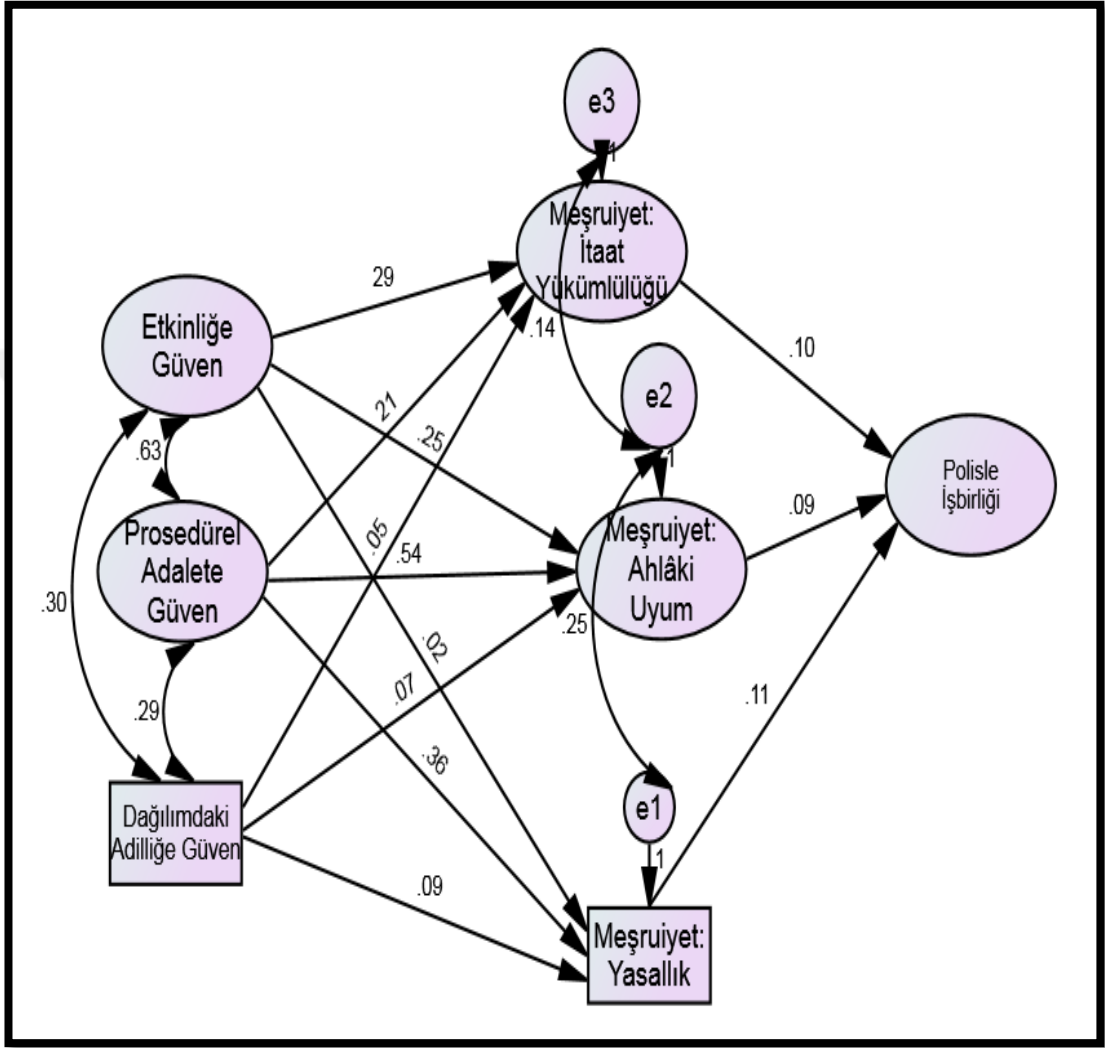 e3
1
Meşruiyet:
İtaat
Yükümlülüğü
29
Etkinliğe
Güven
.14
.10
21
.25
e2
1
.63
Polisle
İşbirliği
.09
Prosedürel
Adalete
Güven
.05
.54
Meşruiyet:
Ahlâki
Uyum
.30
.25
.02
.07
.11
.29
.36
Dağılımdaki
Adilliğe Güven
e1
1
.09
Meşruiyet:
Yasallık